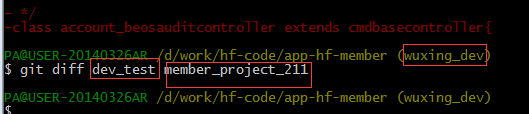 - */
-class account_beosauditcontroller extends cmdbasecontroller{
PA@USER-20140326AR /d/work/hf-code/app-hf-member (wuxing_dev)
$ git diff dev_test member_project_211
PA@USER-20140326AR /d/work/hf-code/app-hf-member (wuxing_dev)
$